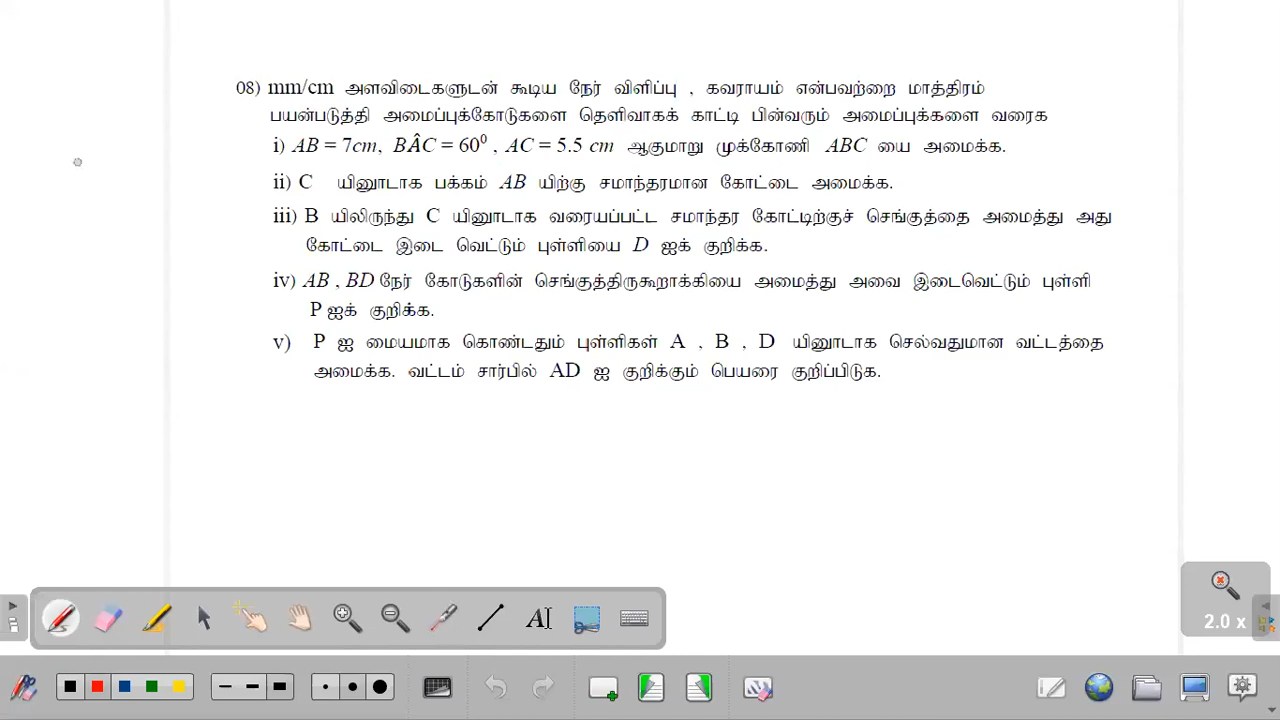 08) mm/cm அளவிடைகளுடன் கூடிய நேர் விளிப்பு , கவராயம் என்பவற்றை மாத்திரம்
பயன்படுத்தி அமைப்புக்கோடுகளை தெளிவாகக் காட்டி பின்வரும் அமைப்புக்களை வரைக
i) AB = 7cm, BÂC = 60⁰ , AC = 5.5 cm ஆகுமாறு முக்கோணி ABC யை அமைக்க.
ii) C யினூடாக பக்கம் AB யிற்கு சமாந்தரமான கோட்டை அமைக்க.
iii) B யிலிருந்து C யினூடாக வரையப்பட்ட சமாந்தர கோட்டிற்குச் செங்குத்தை அமைத்து அது
கோட்டை இடை வெட்டும் புள்ளியை D ஐக் குறிக்க.
iv) AB , BD நேர் கோடுகளின் செங்குத்திருகூறாக்கியை அமைத்து அவை இடைவெட்டும் புள்ளி
P ஐக் குறிக்க.
v) P ஐ மையமாக கொண்டதும் புள்ளிகள் A , B , D யினூடாக செல்வதுமான வட்டத்தை
அமைக்க. வட்டம் சார்பில் AD ஐ குறிக்கும் பெயரை குறிப்பிடுக.
AI
2.0 x